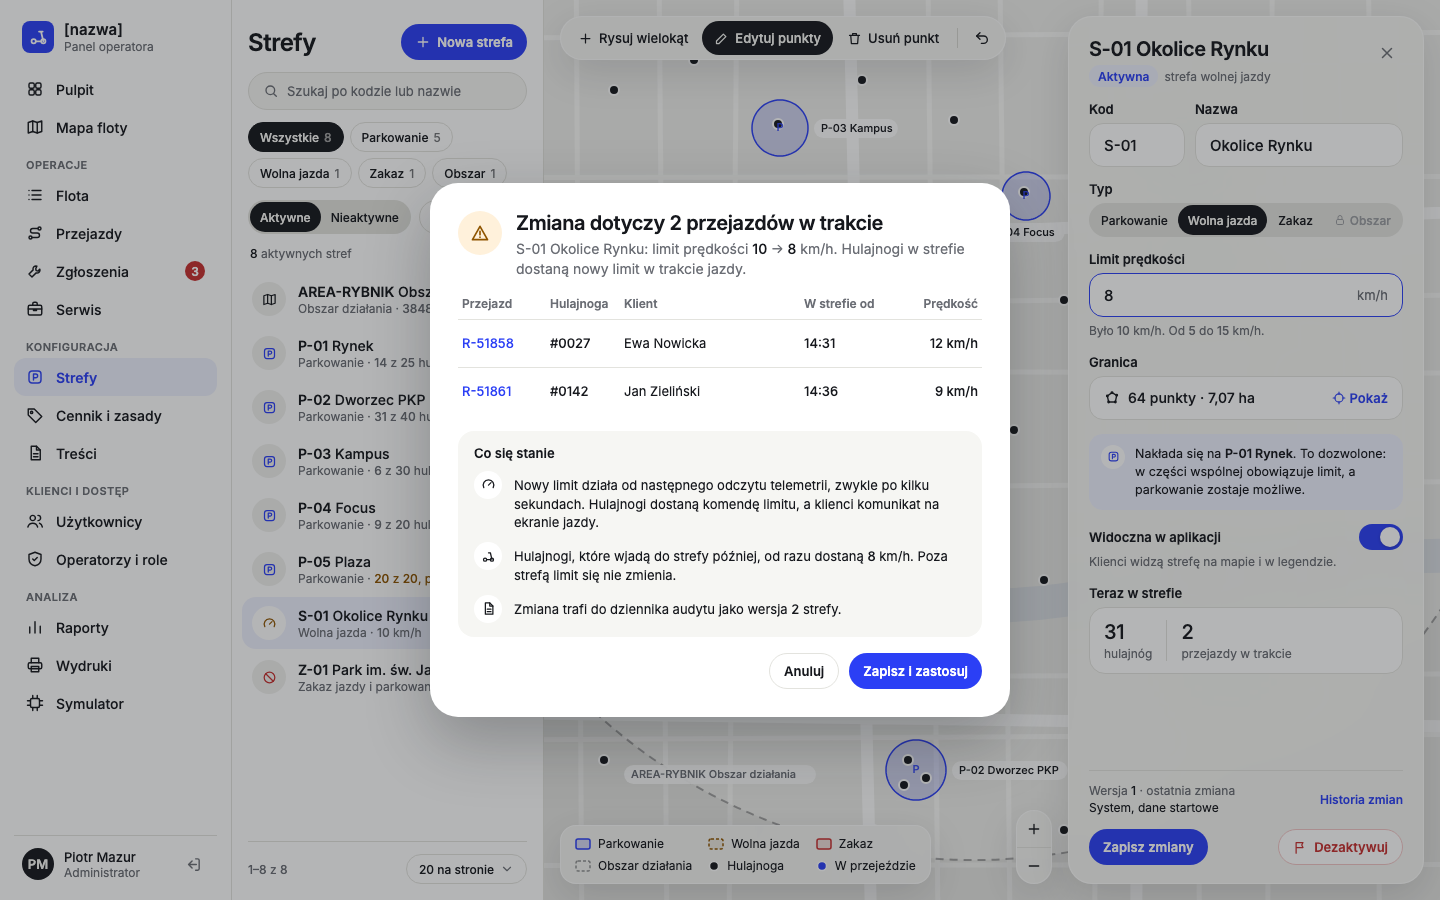 [nazwa]
Panel operatora
Pulpit
Mapa floty
OPERACJE
Flota
Przejazdy
Zgłoszenia 3
Serwis
KONFIGURACJA
Strefy
Cennik i zasady
Treści
KLIENCI I DOSTĘP
Użytkownicy
Operatorzy i role
ANALIZA
Raporty
Wydruki
Symulator
PM
Piotr Mazur
Administrator
Strefy
Nowa strefa
Szukaj po kodzie lub nazwie
Wszystkie 8
Parkowanie 5
Wolna jazda 1
Zakaz 1
Obszar 1
Aktywne
Nieaktywne
8 aktywnych stref
AREA-RYBNIK
Obszar działania
P-01 Rynek
Parkowanie · 14 z 25
P-02 Dworzec PKP
Parkowanie · 31 z 40
P-03 Kampus
Parkowanie · 6 z 30
P-04 Focus
Parkowanie · 9 z 20
P-05 Plaza
Parkowanie · 20 z 20,
S-01 Okolice Rynku
Wolna jazda · 10 km/h
Z-01 Park im. św.
Zakaz jazdy i
1–8 z 8
20 na stronie
Rysuj wielokąt
Edytuj punkty
Usuń punkt
P-03 Kampus
Focus
AREA-RYBNIK Obszar działania
P
P-02 Dworzec PKP
Parkowanie
Wolna jazda
Zakaz
Obszar działania
Hulajnoga
W przejeździe
Zmiana dotyczy 2 przejazdów w trakcie
S-01 Okolice Rynku: limit prędkości 10 → 8 km/h. Hulajnogi w strefie
dostaną nowy limit w trakcie jazdy.
Przejazd Hulajnoga Klient W strefie od Prędkość
R-51858 #0027 Ewa Nowicka 14:31 12 km/h
R-51861 #0142 Jan Zieliński 14:36 9 km/h
Co się stanie
Nowy limit działa od następnego odczytu telemetrii, zwykle po kilku
sekundach. Hulajnogi dostaną komendę limitu, a klienci komunikat na
ekranie jazdy.
Hulajnogi, które wjadą do strefy później, od razu dostaną 8 km/h. Poza
strefą limit się nie zmienia.
Zmiana trafi do dziennika audytu jako wersja 2 strefy.
Anuluj
Zapisz i zastosuj
S-01 Okolice Rynku
Aktywna strefa wolnej jazdy
Kod Nazwa
S-01 Okolice Rynku
Typ
Parkowanie Wolna jazda Zakaz Obszar
Limit prędkości
8 km/h
Było 10 km/h. Od 5 do 15 km/h.
Granica
64 punkty · 7,07 ha Pokaż
Nakłada się na P-01 Rynek. To dozwolone:
w części wspólnej obowiązuje limit, a
parkowanie zostaje możliwe.
Widoczna w aplikacji
Klienci widzą strefę na mapie i w legendzie.
Teraz w strefie
31 2
hulajnóg przejazdy w trakcie
Wersja 1 · ostatnia zmiana
System, dane startowe
Historia zmian
Zapisz zmiany
Dezaktywuj